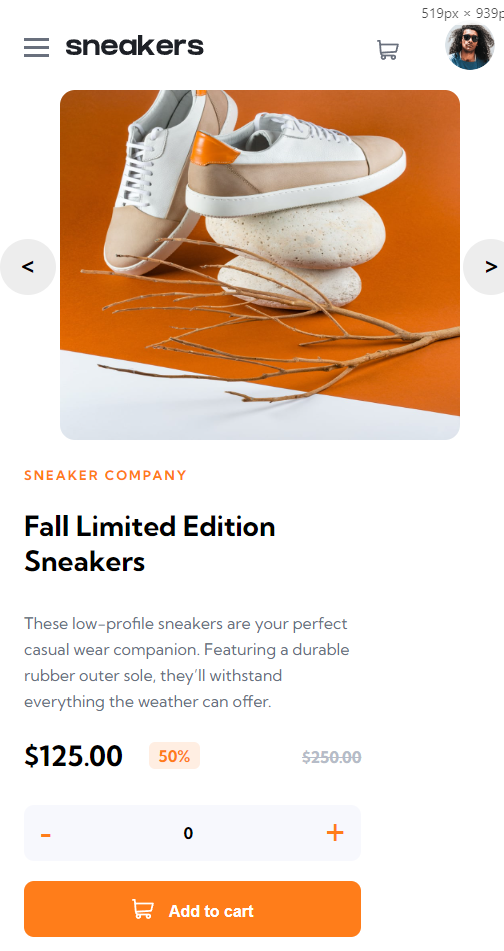 519px × 939p
sneakers
<
>
SNEAKER COMPANY
Fall Limited Edition
Sneakers
These low-profile sneakers are your perfect
casual wear companion. Featuring a durable
rubber outer sole, they'll withstand
everything the weather can offer.
$125.00 50% $250.00
- 0 +
Add to cart